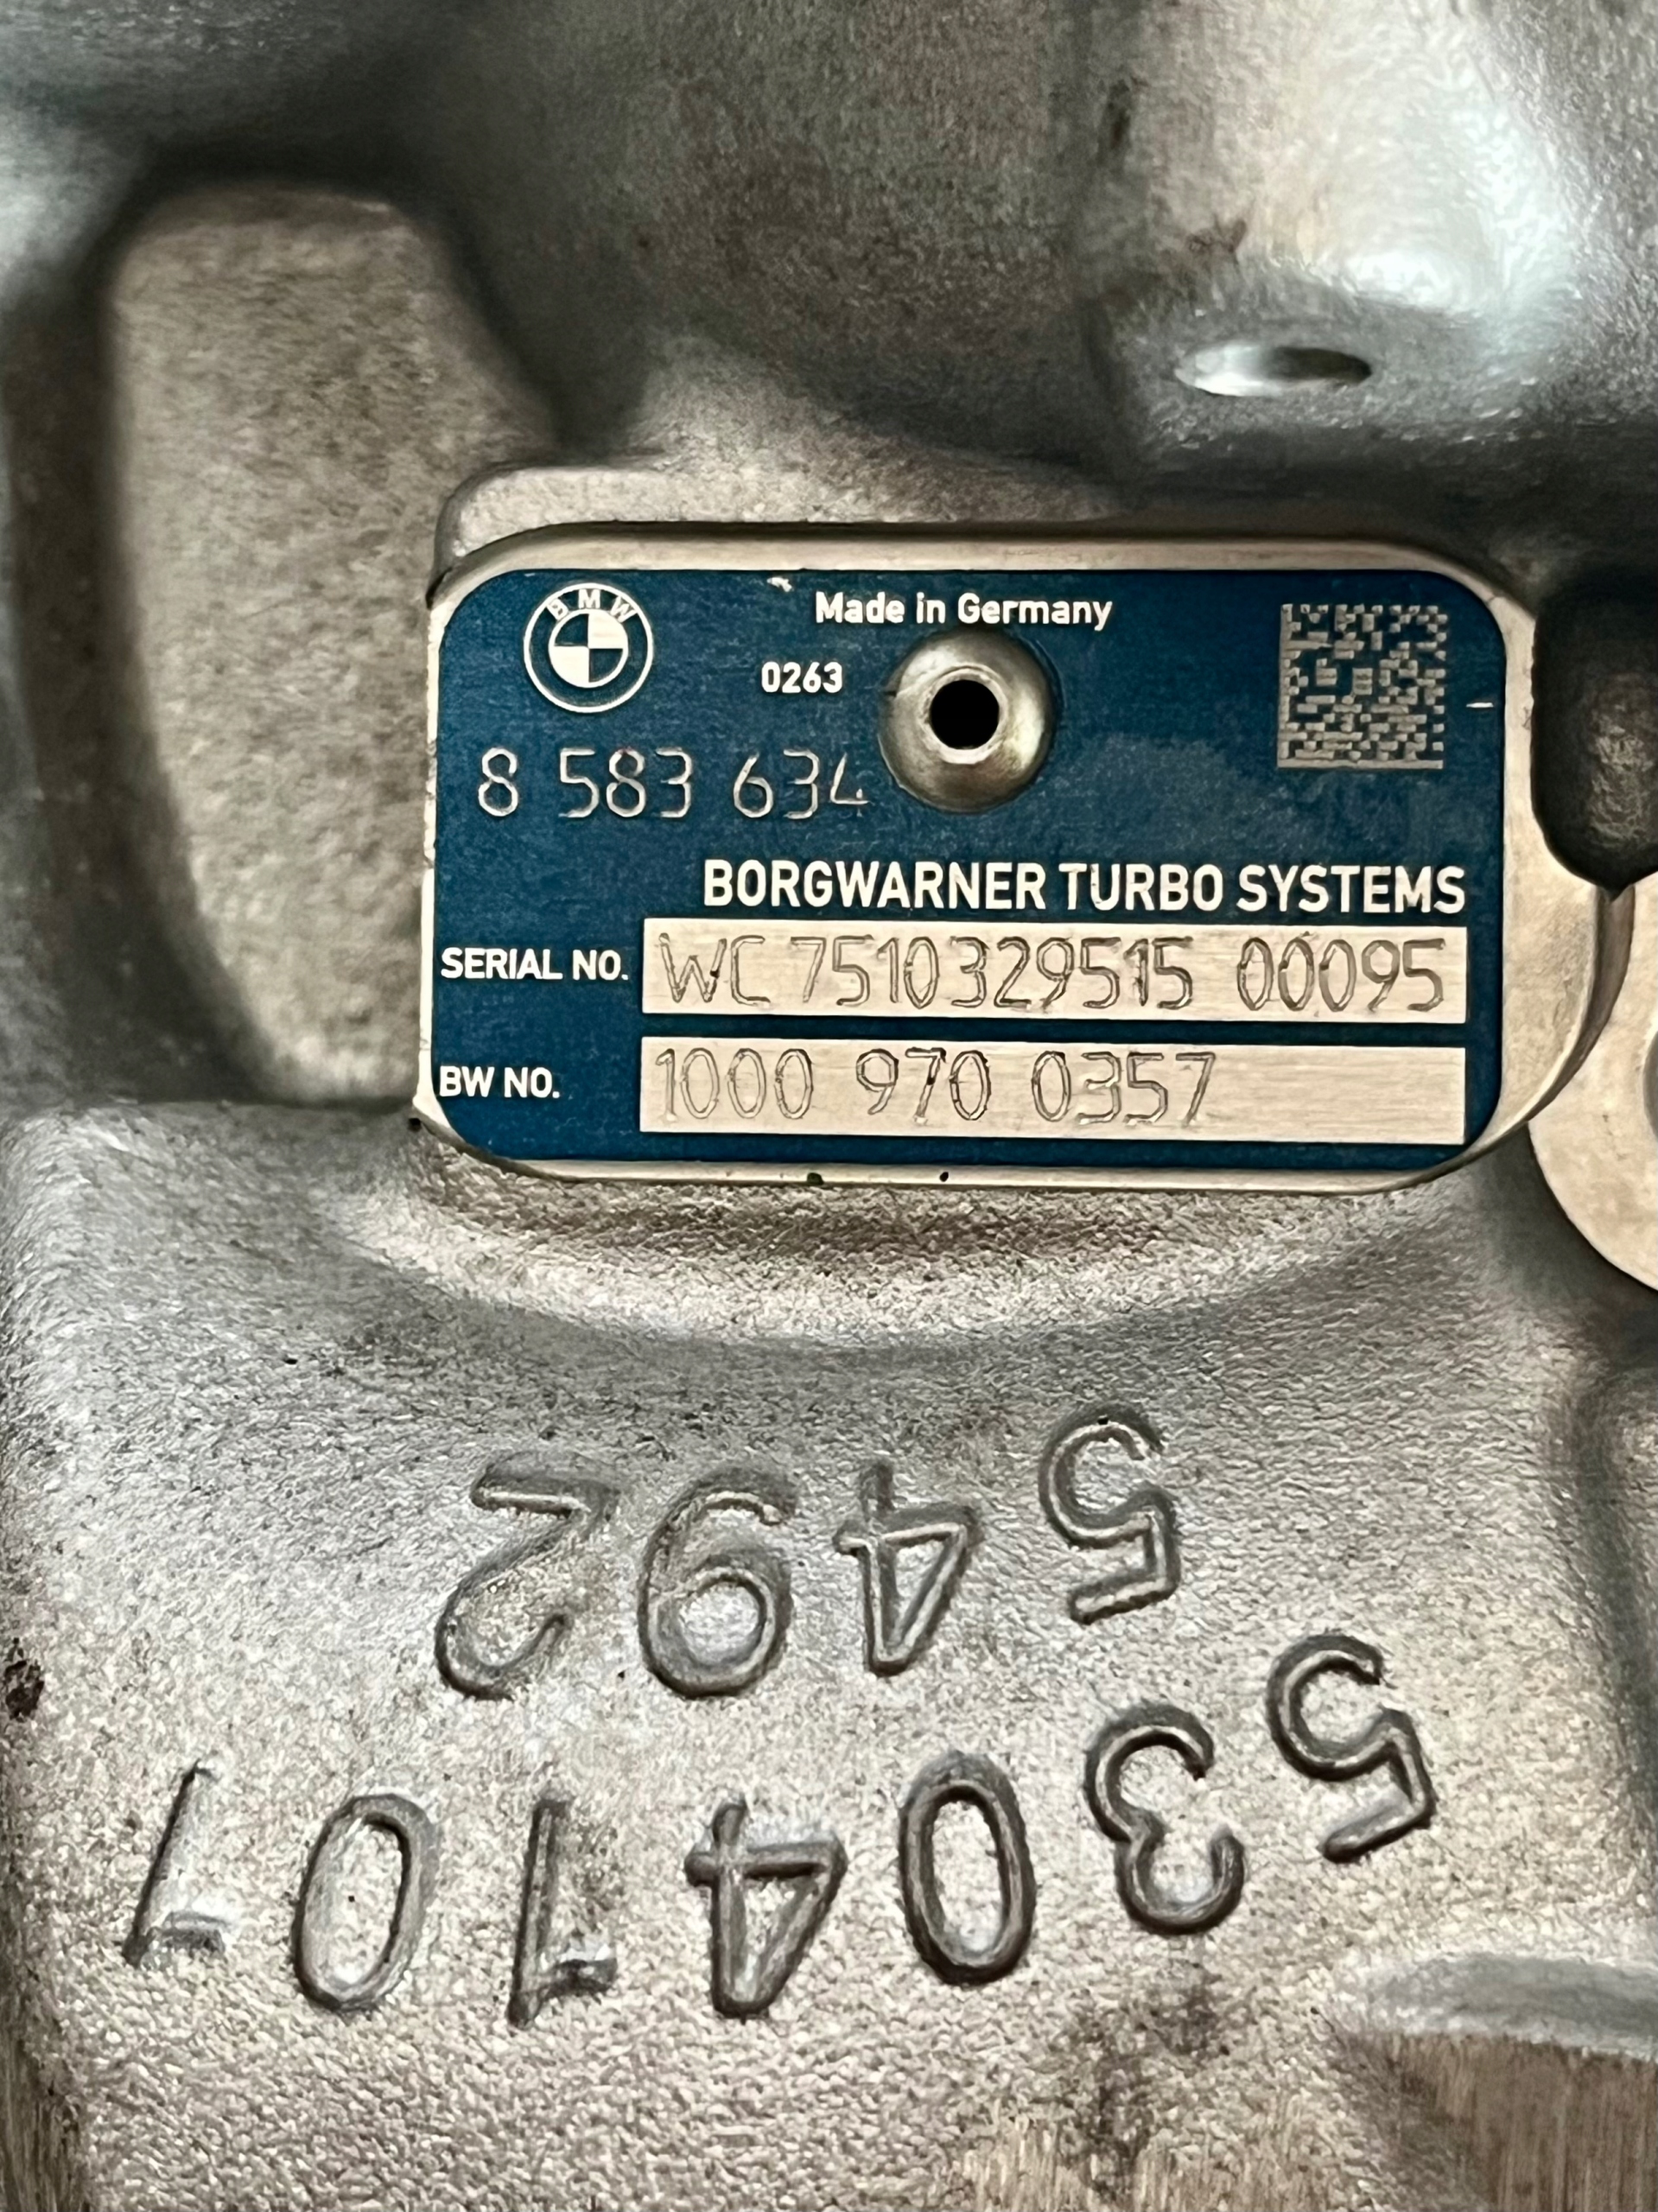 BMW
Made in Germany
0263
8 583 634
BORGWARNER TURBO SYSTEMS
SERIAL NO. WC 7510329515 00095
BW NO. 1000 970 0357
5304101
5492